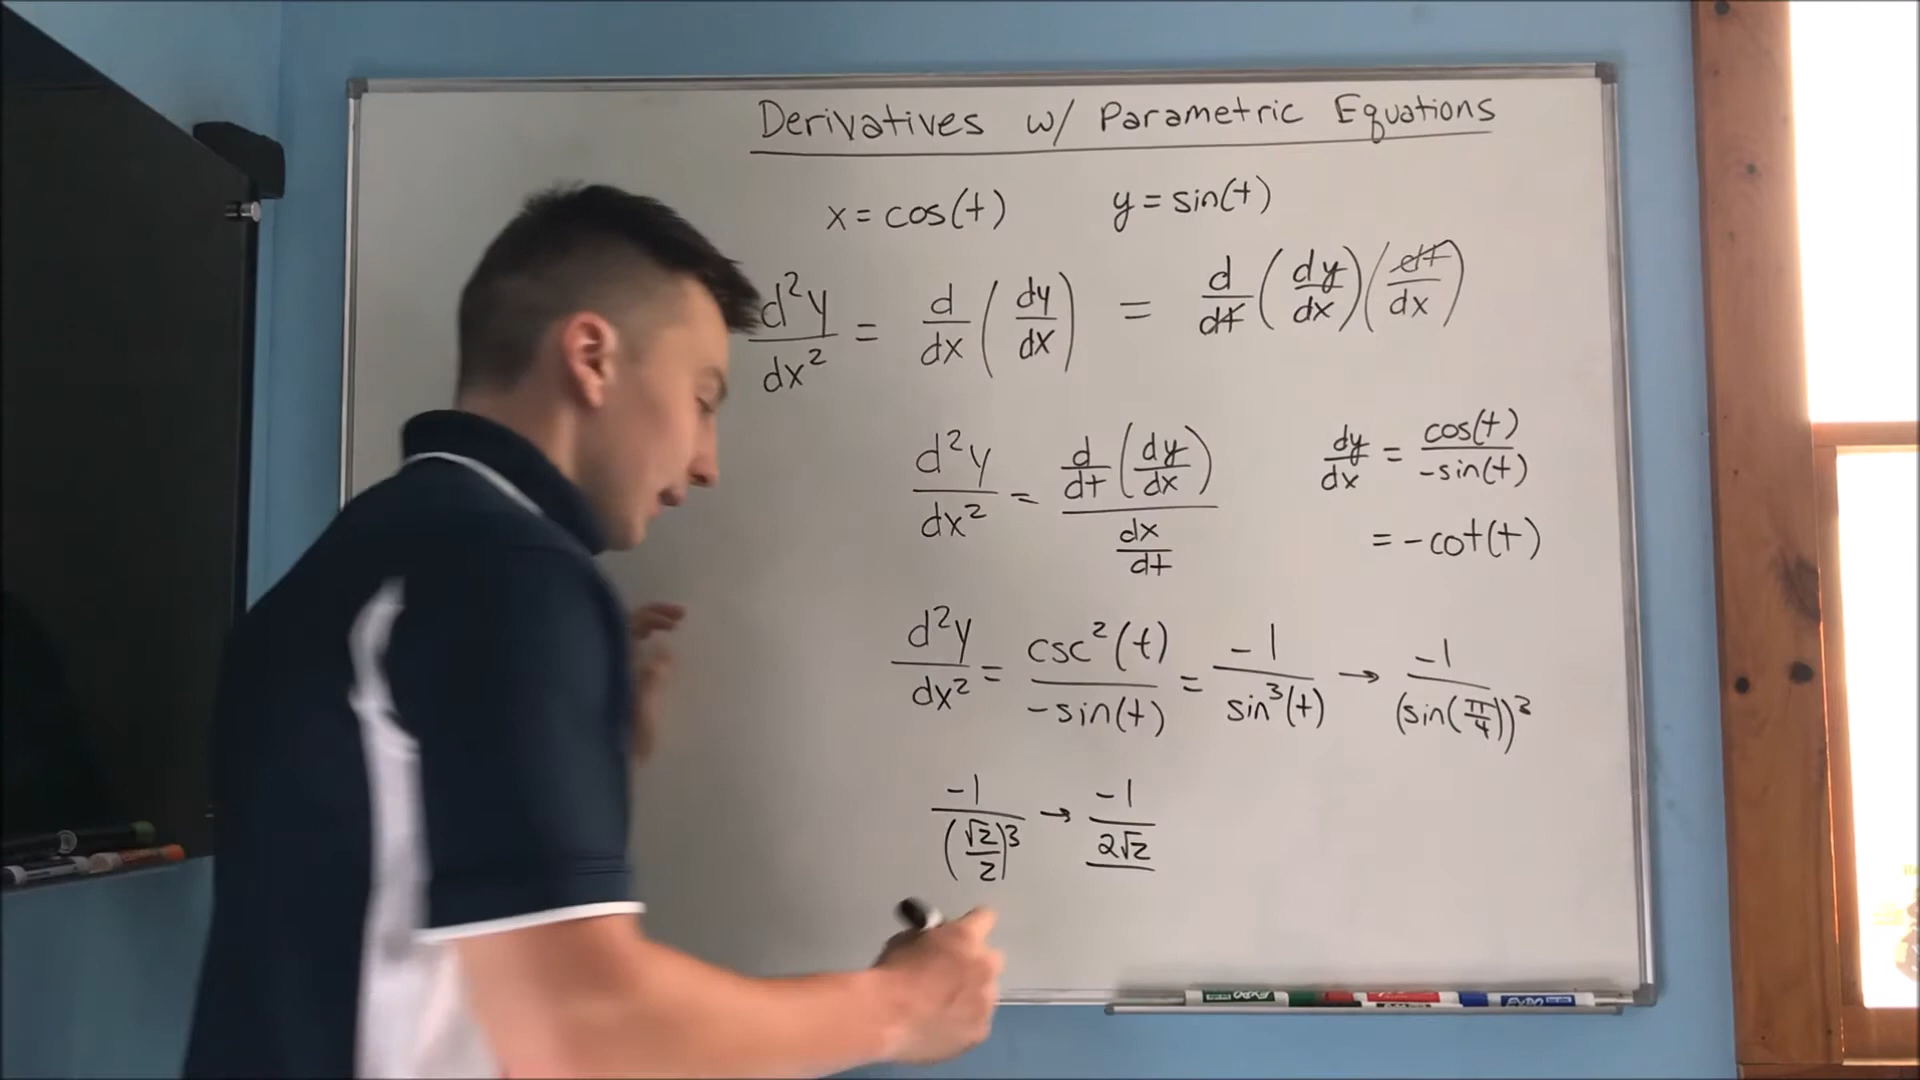 Derivatives w/ Parametric Equations
x = cos(t) y = sin(t)
d²y/dx² = d/dx (dy/dx) = d/dt (dy/dx) (dt/dx)
d²y/dx² = d/dt (dy/dx) / dx/dt
dy/dx = cos(t)/-sin(t)
= -cot(t)
d²y/dx² = csc²(t)/-sin(t) = -1/sin³(t) → -1/(sin(π/4))³
-1/(√2/2)³ → -1/2√2
EXPO